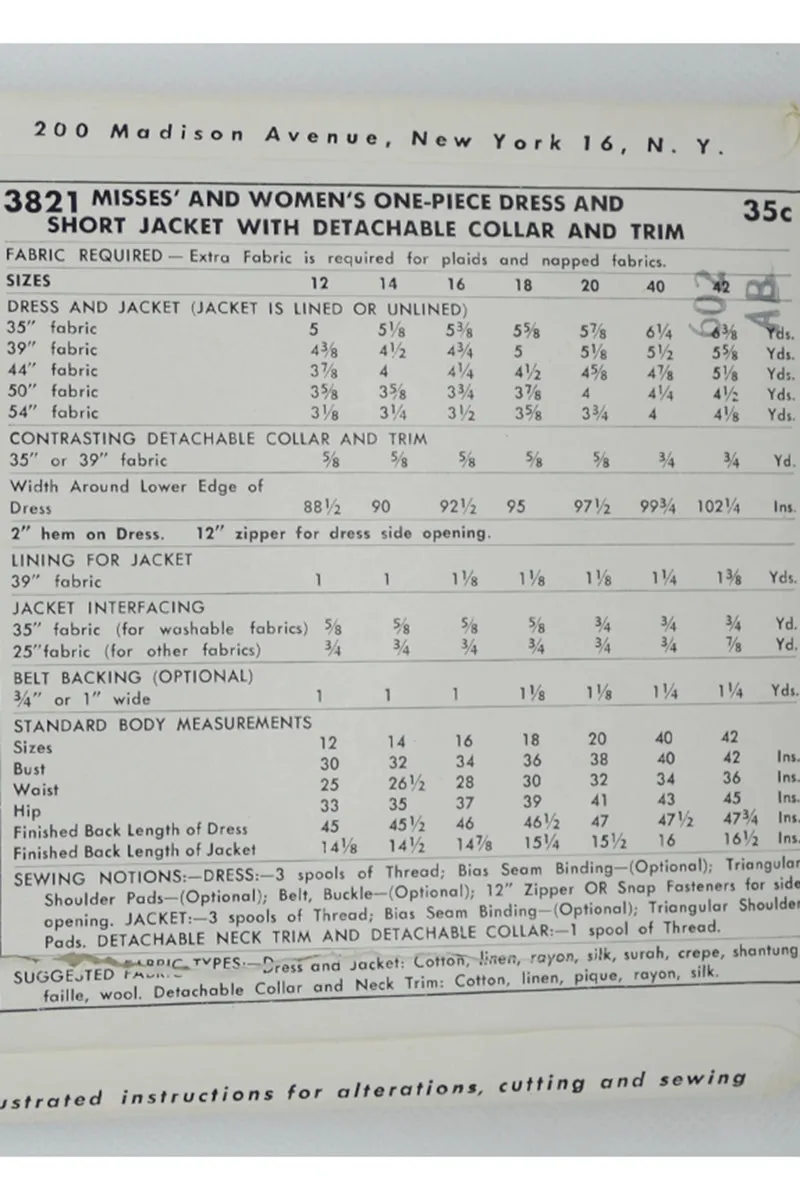 200 Madison Avenue, New York 16, N. Y.
3821 MISSES' AND WOMEN'S ONE-PIECE DRESS AND 35c
SHORT JACKET WITH DETACHABLE COLLAR AND TRIM
FABRIC REQUIRED — Extra Fabric is required for plaids and napped fabrics.
SIZES 12 14 16 18 20 40 42
602 AB
DRESS AND JACKET (JACKET IS LINED OR UNLINED)
35" fabric 5 5⅛ 5⅜ 5⅝ 5⅞ 6¼ 6⅜ Yds.
39" fabric 4⅜ 4½ 4¾ 5 5⅛ 5½ 5⅝ Yds.
44" fabric 3⅞ 4 4¼ 4½ 4⅝ 4⅞ 5⅛ Yds.
50" fabric 3⅝ 3⅝ 3¾ 3⅞ 4 4¼ 4½ Yds.
54" fabric 3⅛ 3¼ 3½ 3⅝ 3¾ 4 4⅛ Yds.
CONTRASTING DETACHABLE COLLAR AND TRIM
35" or 39" fabric ⅝ ⅝ ⅝ ⅝ ⅝ ¾ ¾ Yd.
Width Around Lower Edge of
Dress 88½ 90 92½ 95 97½ 99¾ 102¼ Ins.
2" hem on Dress. 12" zipper for dress side opening.
LINING FOR JACKET
39" fabric 1 1 1⅛ 1⅛ 1⅛ 1¼ 1⅜ Yds.
JACKET INTERFACING
35" fabric (for washable fabrics) ⅝ ⅝ ⅝ ⅝ ¾ ¾ ¾ Yd.
25"fabric (for other fabrics) ¾ ¾ ¾ ¾ ¾ ¾ ⅞ Yd.
BELT BACKING (OPTIONAL)
¾" or 1" wide 1 1 1 1⅛ 1⅛ 1¼ 1¼ Yds.
STANDARD BODY MEASUREMENTS
Sizes 12 14 16 18 20 40 42
Bust 30 32 34 36 38 40 42 Ins.
Waist 25 26½ 28 30 32 34 36 Ins.
Hip 33 35 37 39 41 43 45 Ins.
Finished Back Length of Dress 45 45½ 46 46½ 47 47½ 47¾ Ins.
Finished Back Length of Jacket 14⅛ 14½ 14⅞ 15¼ 15½ 16 16½ Ins.
SEWING NOTIONS:—DRESS:—3 spools of Thread; Bias Seam Binding—(Optional); Triangular
Shoulder Pads—(Optional); Belt, Buckle—(Optional); 12" Zipper OR Snap Fasteners for side
opening. JACKET:—3 spools of Thread; Bias Seam Binding—(Optional); Triangular Shoulder
Pads. DETACHABLE NECK TRIM AND DETACHABLE COLLAR:—1 spool of Thread.
SUGGESTED FABRIC TYPES:—Dress and Jacket: Cotton, linen, rayon, silk, surah, crepe, shantung
faille, wool. Detachable Collar and Neck Trim: Cotton, linen, pique, rayon, silk.
ustrated instructions for alterations, cutting and sewing